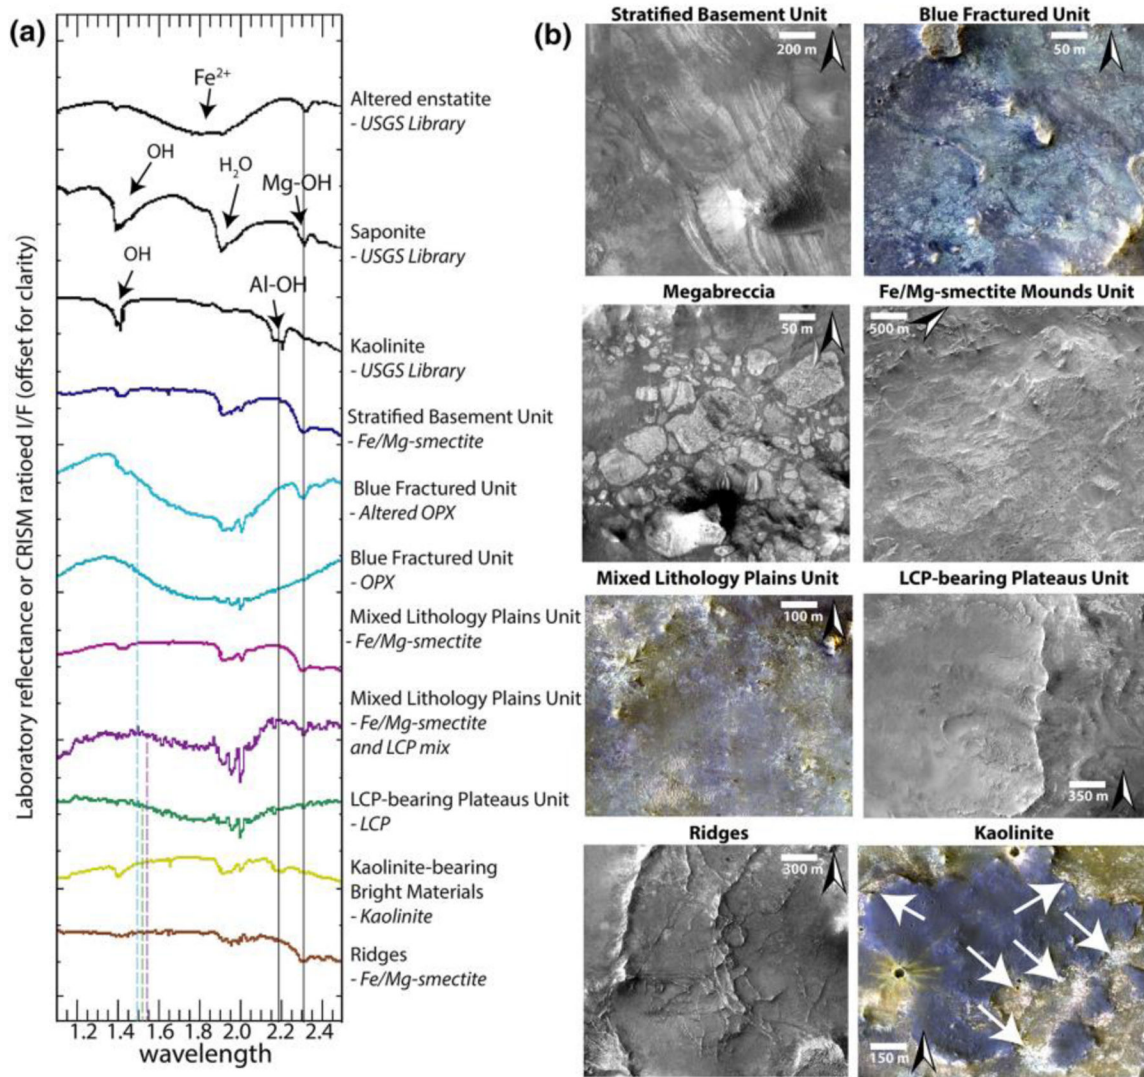 (a)
Laboratory reflectance or CRISM ratioed I/F (offset for clarity)
Fe2+
Altered enstatite
- USGS Library
OH
H2O
Mg-OH
Saponite
- USGS Library
OH
Al-OH
Kaolinite
- USGS Library
Stratified Basement Unit
- Fe/Mg-smectite
Blue Fractured Unit
- Altered OPX
Blue Fractured Unit
- OPX
Mixed Lithology Plains Unit
- Fe/Mg-smectite
Mixed Lithology Plains Unit
- Fe/Mg-smectite
and LCP mix
LCP-bearing Plateaus Unit
- LCP
Kaolinite-bearing
Bright Materials
- Kaolinite
Ridges
- Fe/Mg-smectite
1.2 1.4 1.6 1.8 2.0 2.2 2.4
wavelength
(b)
Stratified Basement Unit
200 m
Blue Fractured Unit
50 m
Megabreccia
50 m
Fe/Mg-smectite Mounds Unit
500 m
Mixed Lithology Plains Unit
100 m
LCP-bearing Plateaus Unit
350 m
Ridges
300 m
Kaolinite
150 m